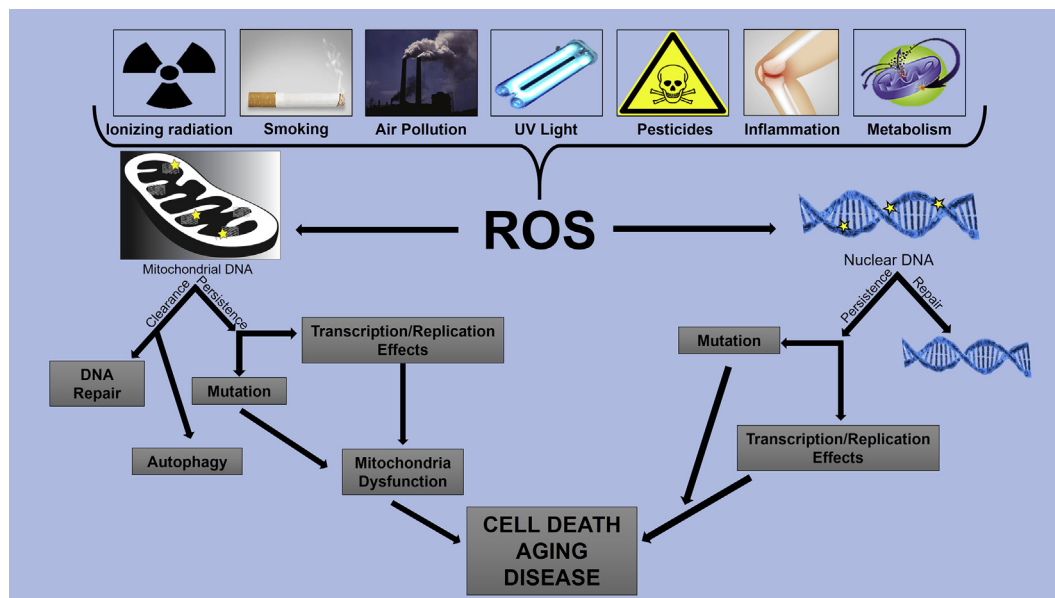 Ionizing radiation
Smoking
Air Pollution
UV Light
Pesticides
Inflammation
Metabolism
ROS
Mitochondrial DNA
Nuclear DNA
Clearance
Persistence
Persistence
Repair
Transcription/Replication
Effects
Mutation
DNA
Repair
Mutation
Autophagy
Mitochondria
Dysfunction
Transcription/Replication
Effects
CELL DEATH
AGING
DISEASE